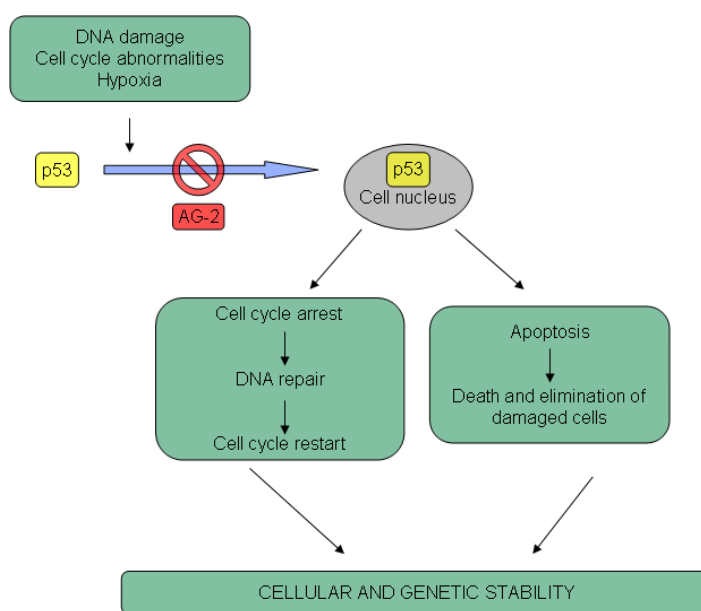 DNA damage
Cell cycle abnormalities
Hypoxia
p53
AG-2
p53
Cell nucleus
Cell cycle arrest
DNA repair
Cell cycle restart
Apoptosis
Death and elimination of
damaged cells
CELLULAR AND GENETIC STABILITY